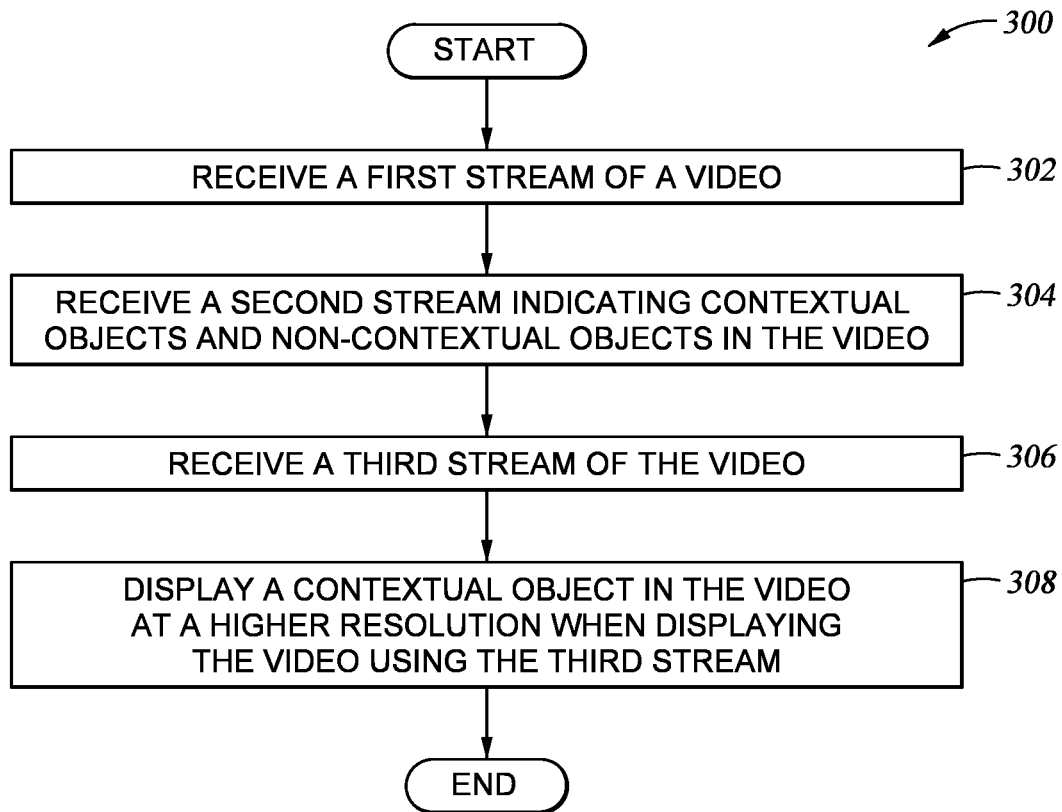 300
START
RECEIVE A FIRST STREAM OF A VIDEO
302
RECEIVE A SECOND STREAM INDICATING CONTEXTUAL
OBJECTS AND NON-CONTEXTUAL OBJECTS IN THE VIDEO
304
RECEIVE A THIRD STREAM OF THE VIDEO
306
DISPLAY A CONTEXTUAL OBJECT IN THE VIDEO
AT A HIGHER RESOLUTION WHEN DISPLAYING
THE VIDEO USING THE THIRD STREAM
308
END